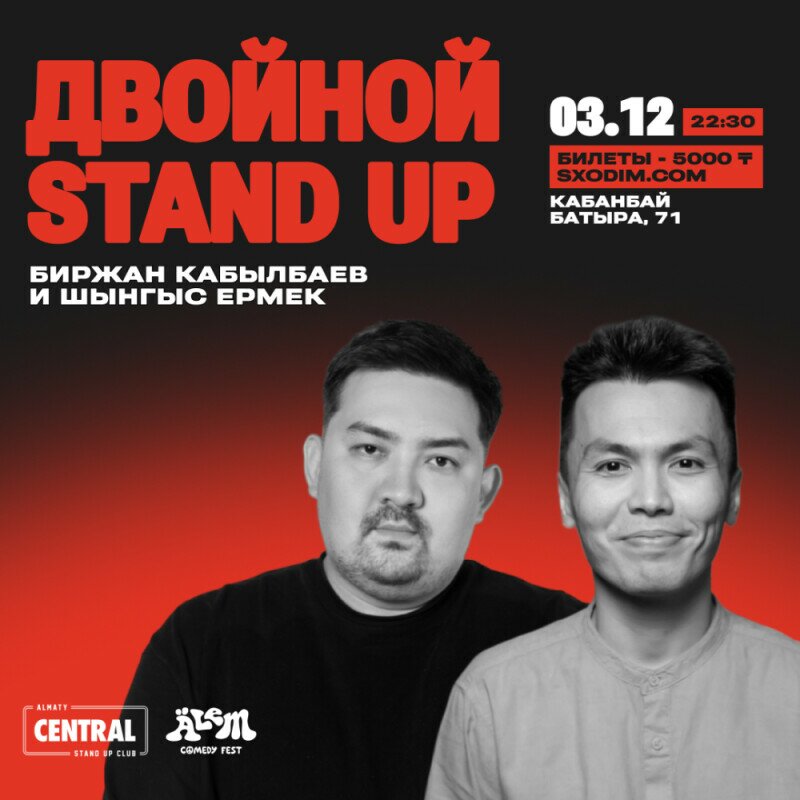 ДВОЙНОЙ
STAND UP
БИРЖАН КАБЫЛБАЕВ
И ШЫНГЫС ЕРМЕК
03.12
22:30
БИЛЕТЫ - 5000 ₸
SXODIM.COM
КАБАНБАЙ
БАТЫРА, 71
ALMATY
CENTRAL
STAND UP CLUB
ÄLEM
COMEDY FEST